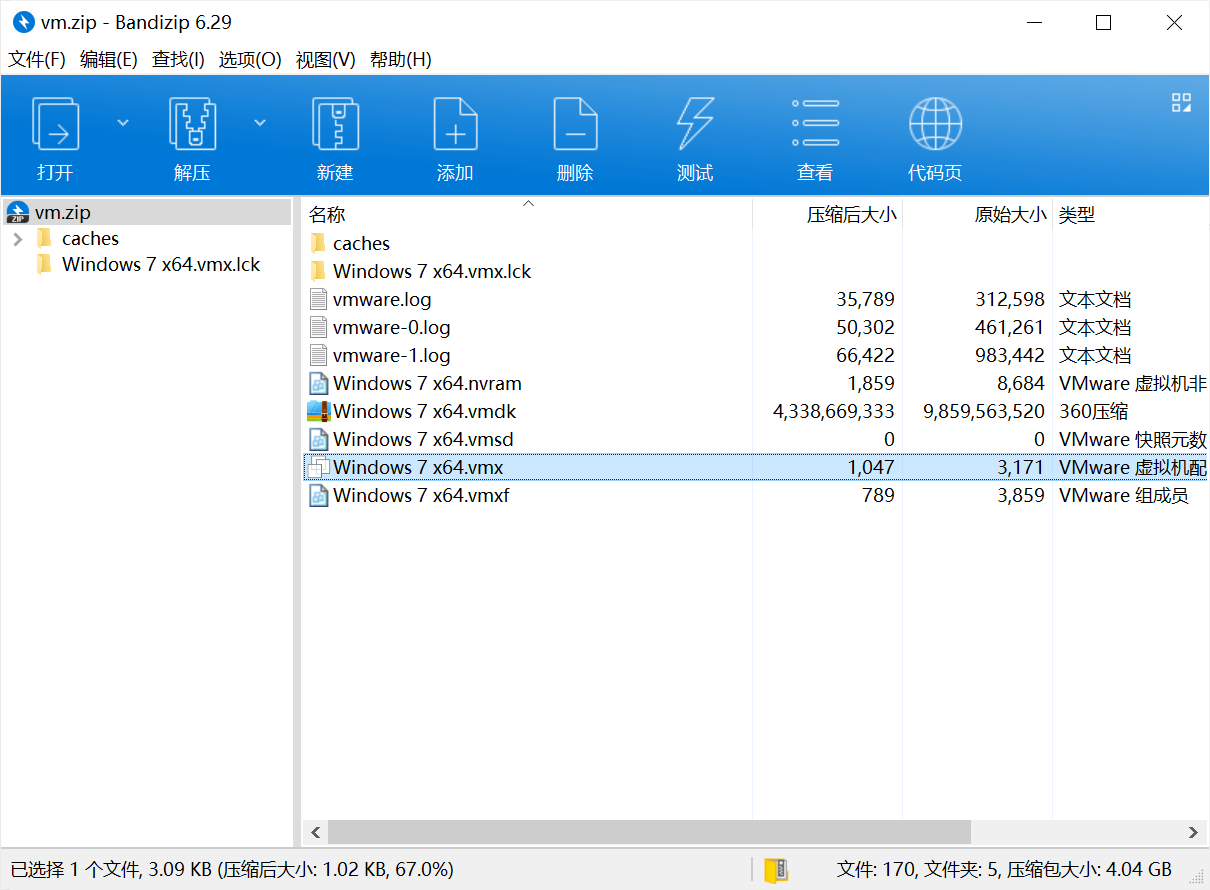 vm.zip - Bandizip 6.29
文件(F) 编辑(E) 查找(I) 选项(O) 视图(V) 帮助(H)
打开 解压 新建 添加 删除 测试 查看 代码页
vm.zip
caches
Windows 7 x64.vmx.lck
名称 压缩后大小 原始大小 类型
caches
Windows 7 x64.vmx.lck
vmware.log 35,789 312,598 文本文档
vmware-0.log 50,302 461,261 文本文档
vmware-1.log 66,422 983,442 文本文档
Windows 7 x64.nvram 1,859 8,684 VMware 虚拟机非
Windows 7 x64.vmdk 4,338,669,333 9,859,563,520 360压缩
Windows 7 x64.vmsd 0 0 VMware 快照元数
Windows 7 x64.vmx 1,047 3,171 VMware 虚拟机配
Windows 7 x64.vmxf 789 3,859 VMware 组成员
已选择 1 个文件, 3.09 KB (压缩后大小: 1.02 KB, 67.0%) 文件: 170, 文件夹: 5, 压缩包大小: 4.04 GB